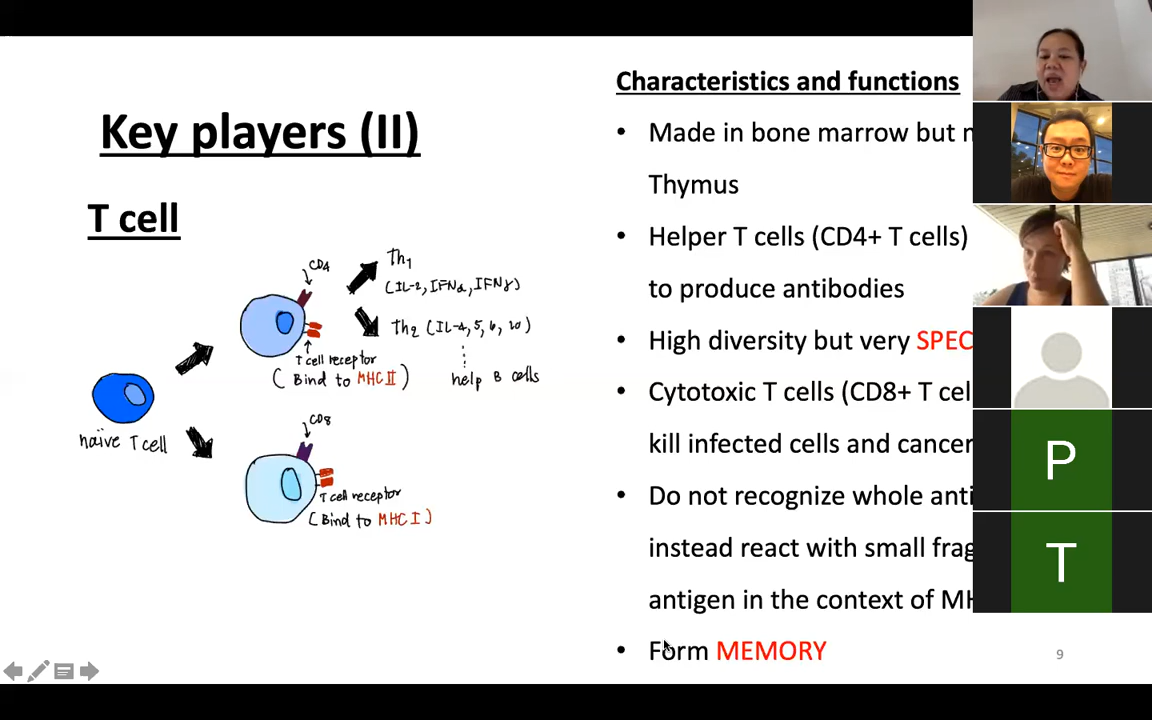 Key players (II)
T cell
CD4
Th1
(IL-2, IFNα, IFNγ)
Th2 (IL-4, 5, 6, 10)
help B cells
T cell receptor
(Bind to MHC II)
naïve T cell
CD8
T cell receptor
(Bind to MHC I)
Characteristics and functions
• Made in bone marrow but
Thymus
• Helper T cells (CD4+ T cells)
to produce antibodies
• High diversity but very SPEC
• Cytotoxic T cells (CD8+ T cel
kill infected cells and cancer
• Do not recognize whole anti
instead react with small frag
antigen in the context of MH
• Form MEMORY
9
P
T